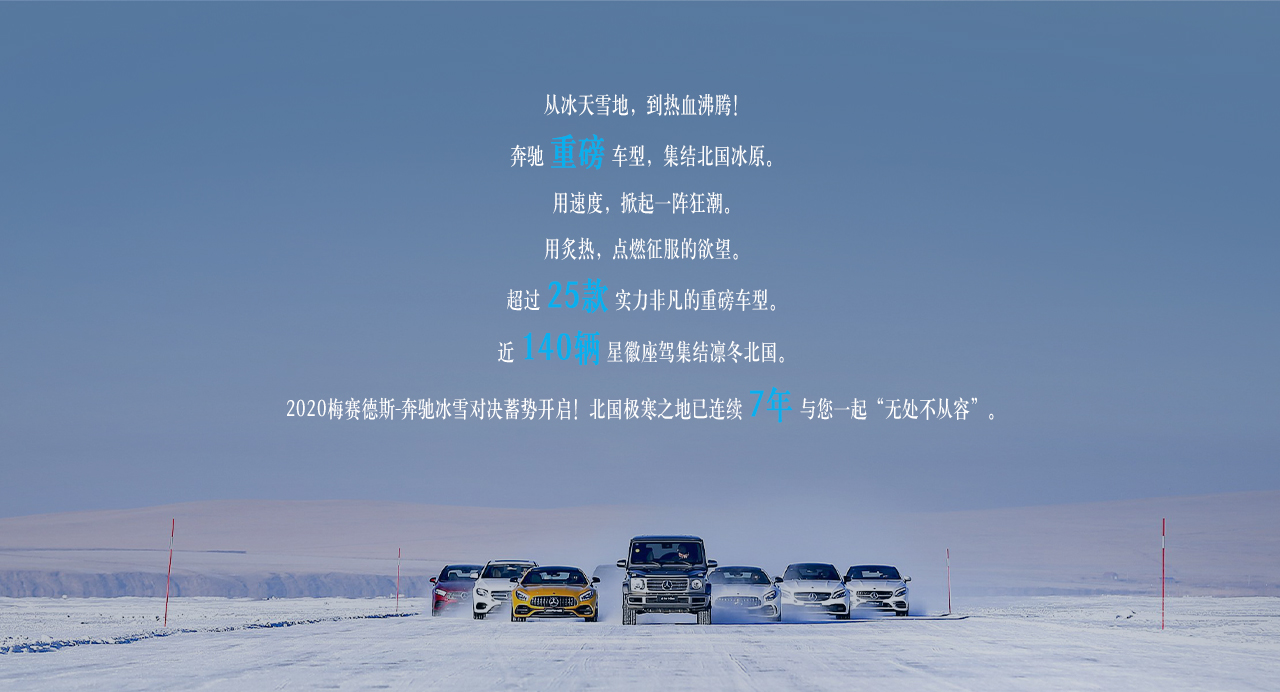 从冰天雪地，到热血沸腾！
奔驰 重磅 车型，集结北国冰原。
用速度，掀起一阵狂潮。
用炙热，点燃征服的欲望。
超过 25款 实力非凡的重磅车型。
近 140辆 星徽座驾集结凛冬北国。
2020梅赛德斯-奔驰冰雪对决蓄势开启！北国极寒之地已连续 7年 与您一起“无处不从容”。